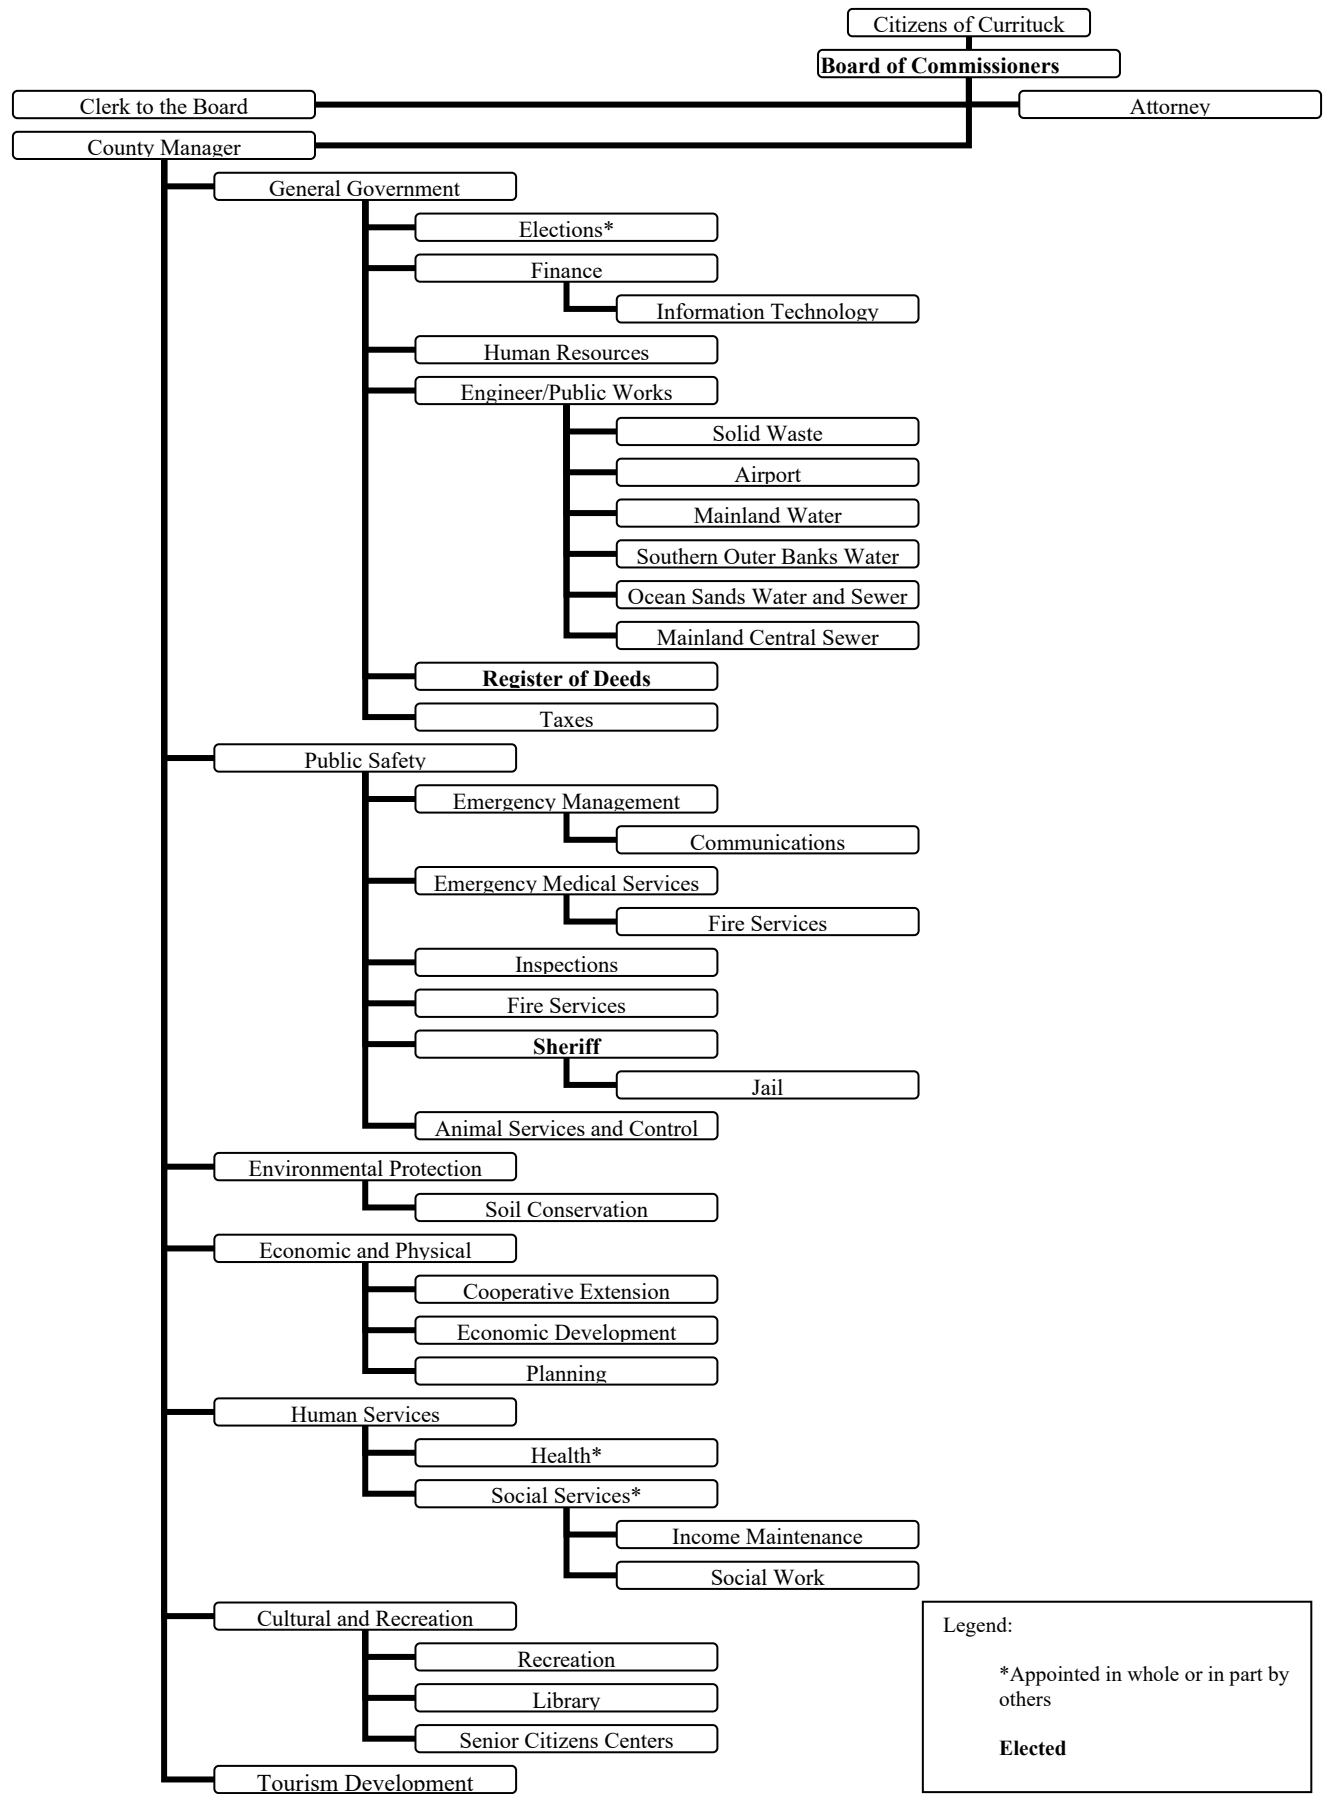 Citizens of Currituck
Board of Commissioners
Clerk to the Board
Attorney
County Manager
General Government
Elections*
Finance
Information Technology
Human Resources
Engineer/Public Works
Solid Waste
Airport
Mainland Water
Southern Outer Banks Water
Ocean Sands Water and Sewer
Mainland Central Sewer
Register of Deeds
Taxes
Public Safety
Emergency Management
Communications
Emergency Medical Services
Fire Services
Inspections
Fire Services
Sheriff
Jail
Animal Services and Control
Environmental Protection
Soil Conservation
Economic and Physical
Cooperative Extension
Economic Development
Planning
Human Services
Health*
Social Services*
Income Maintenance
Social Work
Cultural and Recreation
Recreation
Library
Senior Citizens Centers
Tourism Development
Legend:
*Appointed in whole or in part by
others
Elected